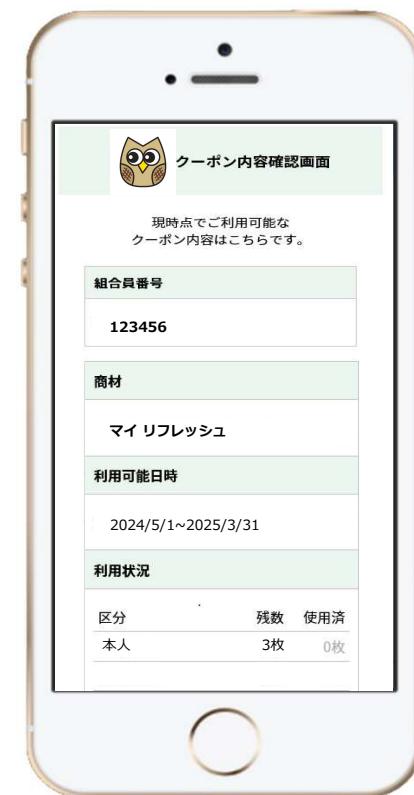 クーポン内容確認画面
現時点でご利用可能な
クーポン内容はこちらです。
組合員番号
123456
商材
マイ リフレッシュ
利用可能日時
2024/5/1~2025/3/31
利用状況
区分 残数 使用済
本人 3枚 0枚